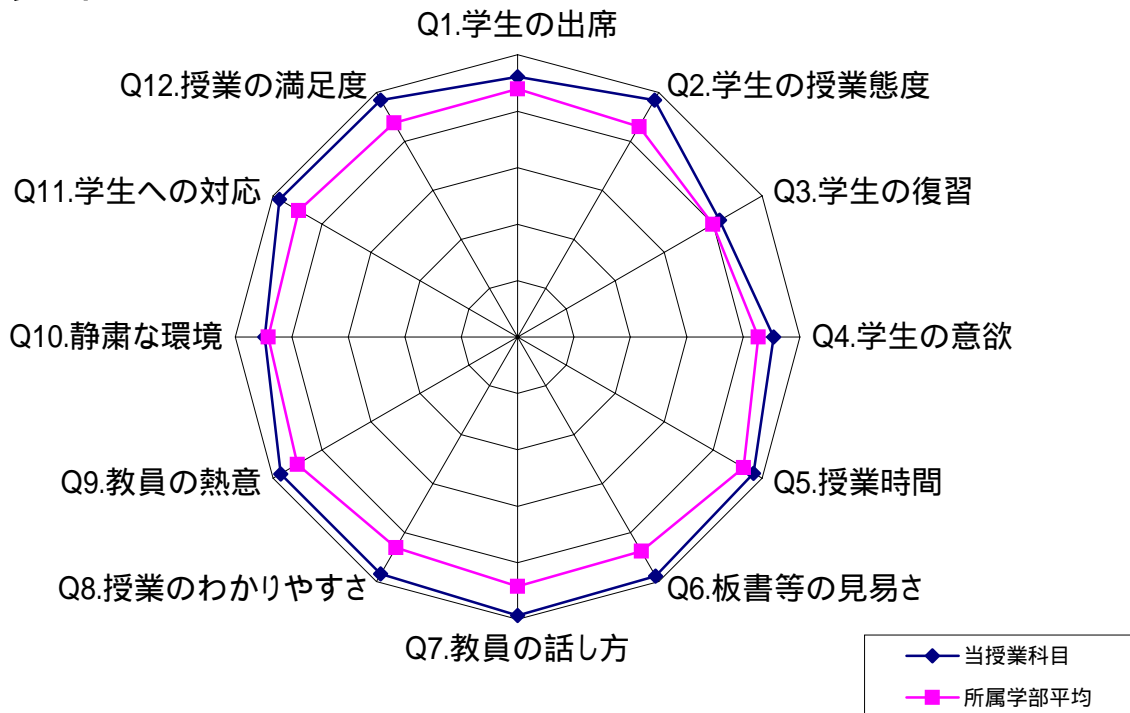 Q1.学生の出席
Q12.授業の満足度
Q2.学生の授業態度
Q11.学生への対応
Q3.学生の復習
Q10.静粛な環境
Q4.学生の意欲
Q9.教員の熱意
Q5.授業時間
Q8.授業のわかりやすさ
Q6.板書等の見易さ
Q7.教員の話し方
当授業科目
所属学部平均